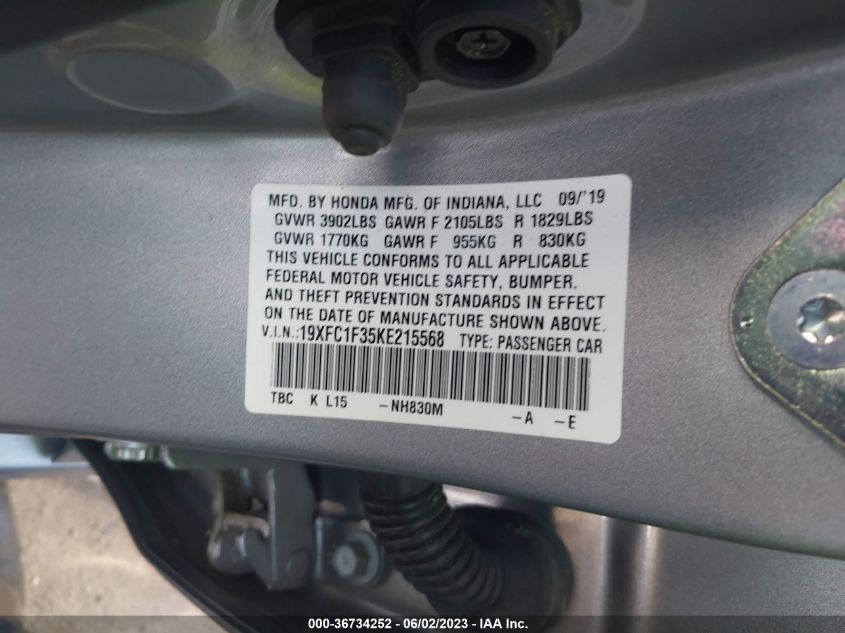 MFD. BY HONDA MFG. OF INDIANA, LLC 09/'19
GVWR 3902LBS GAWR F 2105LBS R 1829LBS
GVWR 1770KG GAWR F 955KG R 830KG
THIS VEHICLE CONFORMS TO ALL APPLICABLE
FEDERAL MOTOR VEHICLE SAFETY, BUMPER,
AND THEFT PREVENTION STANDARDS IN EFFECT
ON THE DATE OF MANUFACTURE SHOWN ABOVE.
V.I.N.:19XFC1F35KE215568 TYPE: PASSENGER CAR
TBC K L15 -NH830M -A -E
000-36734252 - 06/02/2023 - IAA Inc.